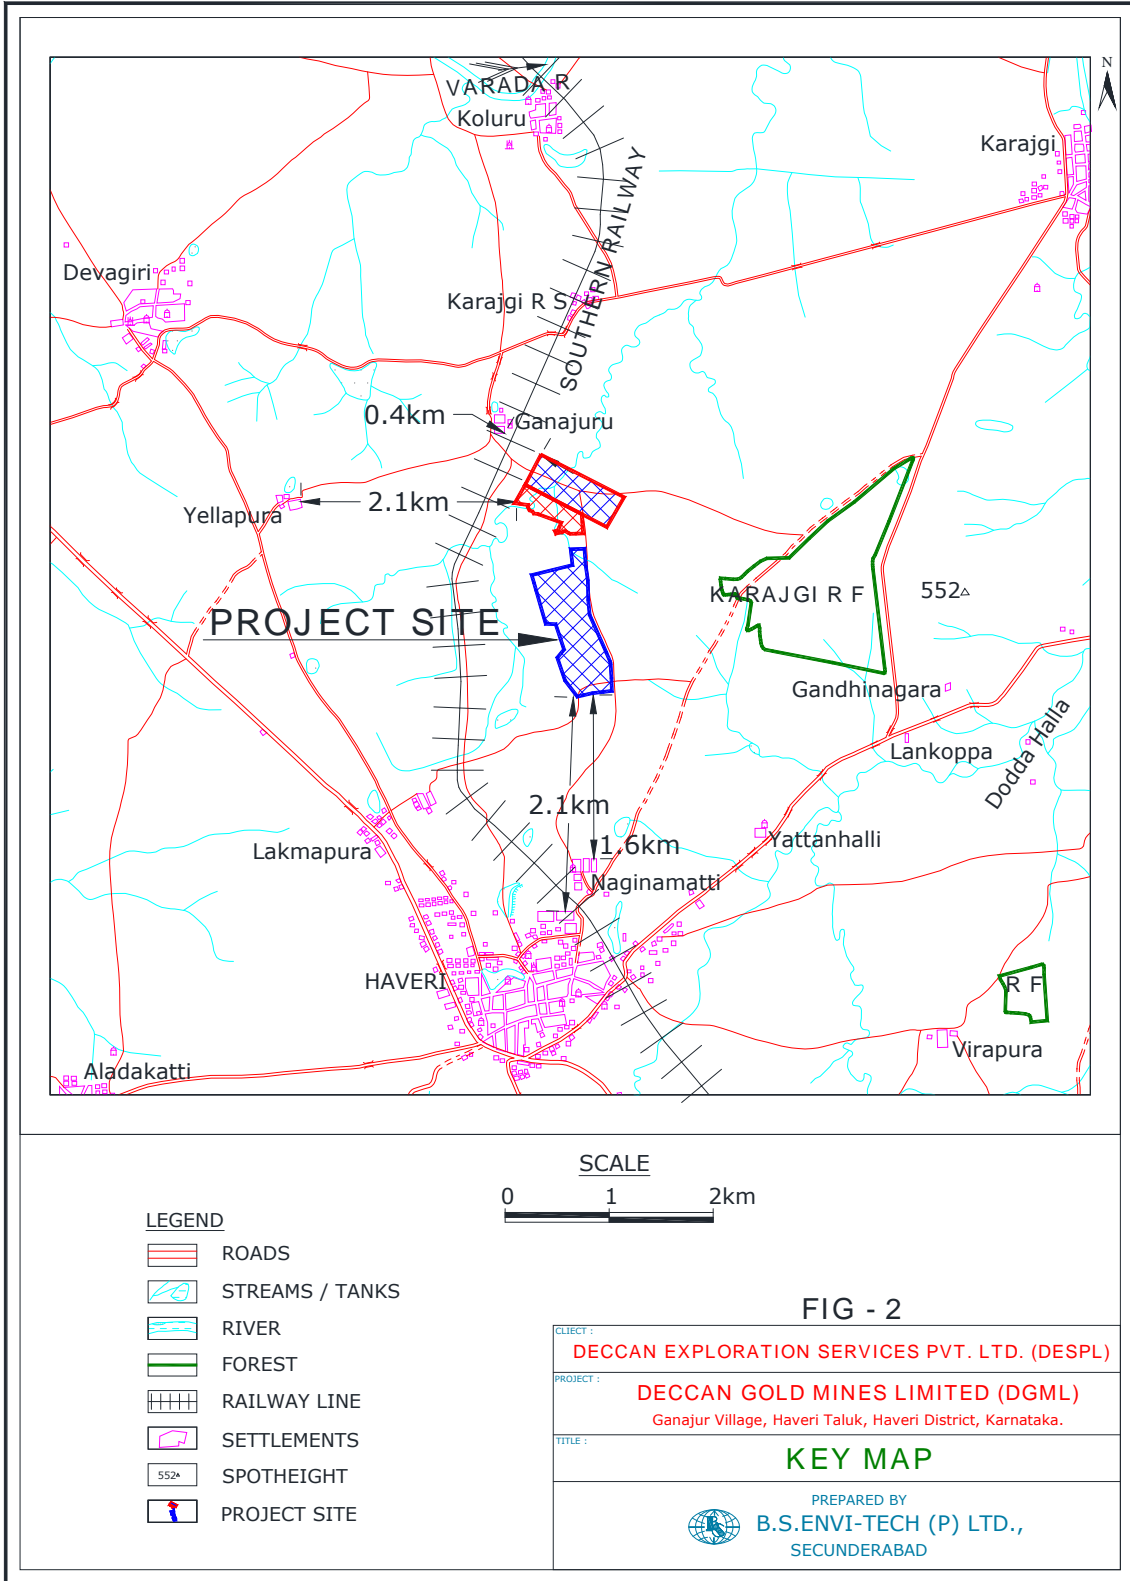 N
VARADA R
Koluru
Karajgi
SOUTHERN RAILWAY
Devagiri
Karajgi R S
0.4km
Ganajuru
2.1km
Yellapura
KARAJGI R F
552
PROJECT SITE
Gandhinagara
Lankoppa
Dodda Halla
2.1km
1.6km
Yattanhalli
Lakmapura
Naginamatti
HAVERI
R F
Virapura
Aladakatti
SCALE
0 1 2km
LEGEND
ROADS
STREAMS / TANKS
RIVER
FOREST
RAILWAY LINE
SETTLEMENTS
552 SPOTHEIGHT
PROJECT SITE
FIG - 2
CLIECT :
DECCAN EXPLORATION SERVICES PVT. LTD. (DESPL)
PROJECT :
DECCAN GOLD MINES LIMITED (DGML)
Ganajur Village, Haveri Taluk, Haveri District, Karnataka.
TITLE :
KEY MAP
PREPARED BY
B.S.ENVI-TECH (P) LTD.,
SECUNDERABAD